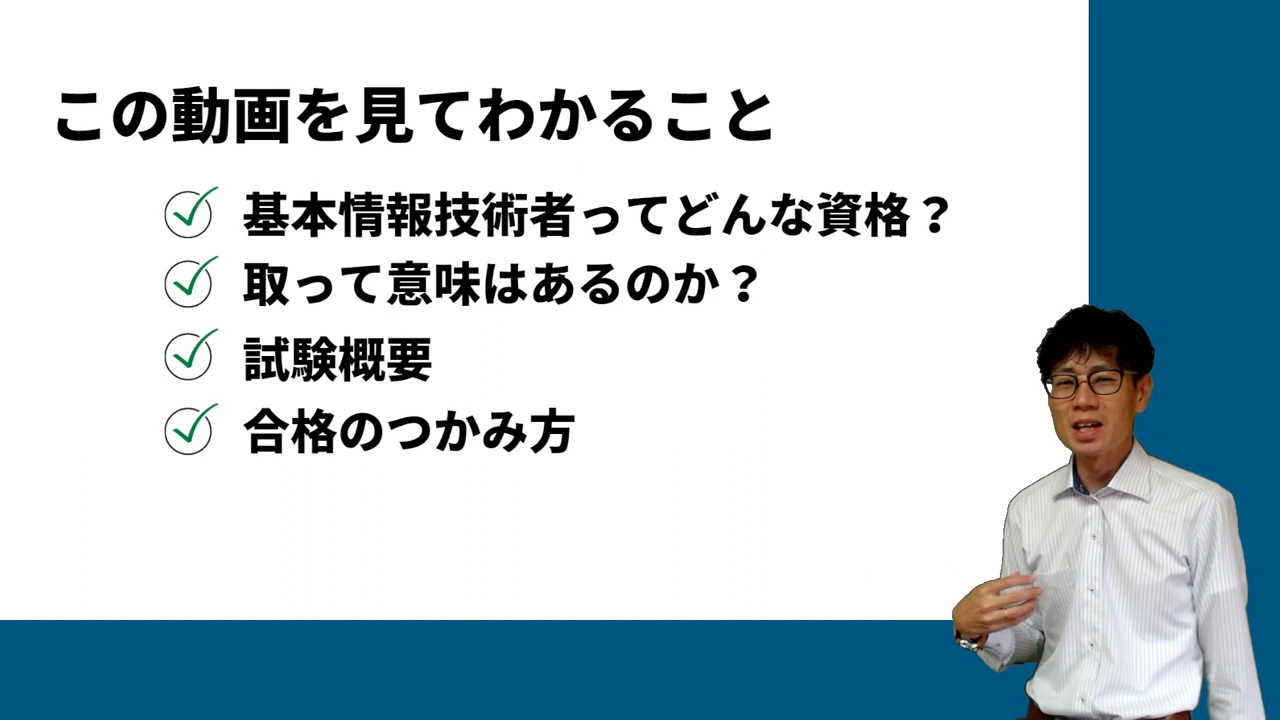 この動画を見てわかること
基本情報技術者ってどんな資格？
取って意味はあるのか？
試験概要
合格のつかみ方